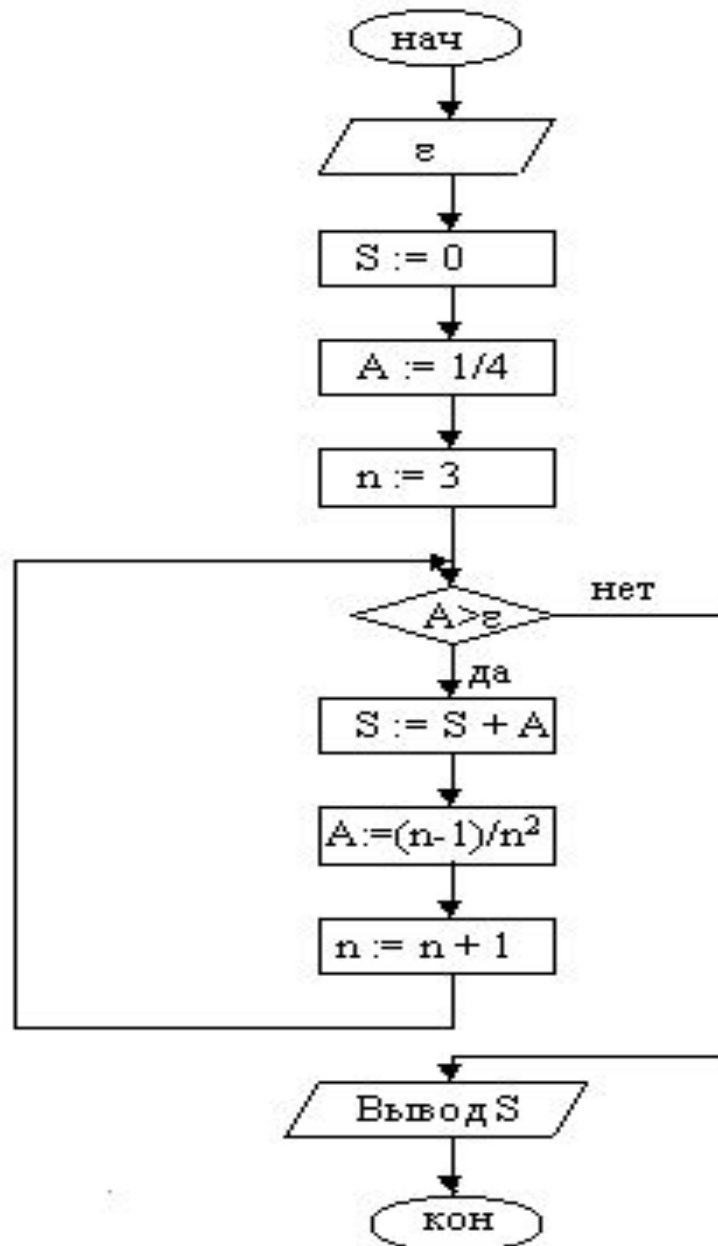 нач
ε
S := 0
A := 1/4
n := 3
A>ε
нет
да
S := S + A
A:=(n-1)/n²
n := n + 1
Вывод S
кон